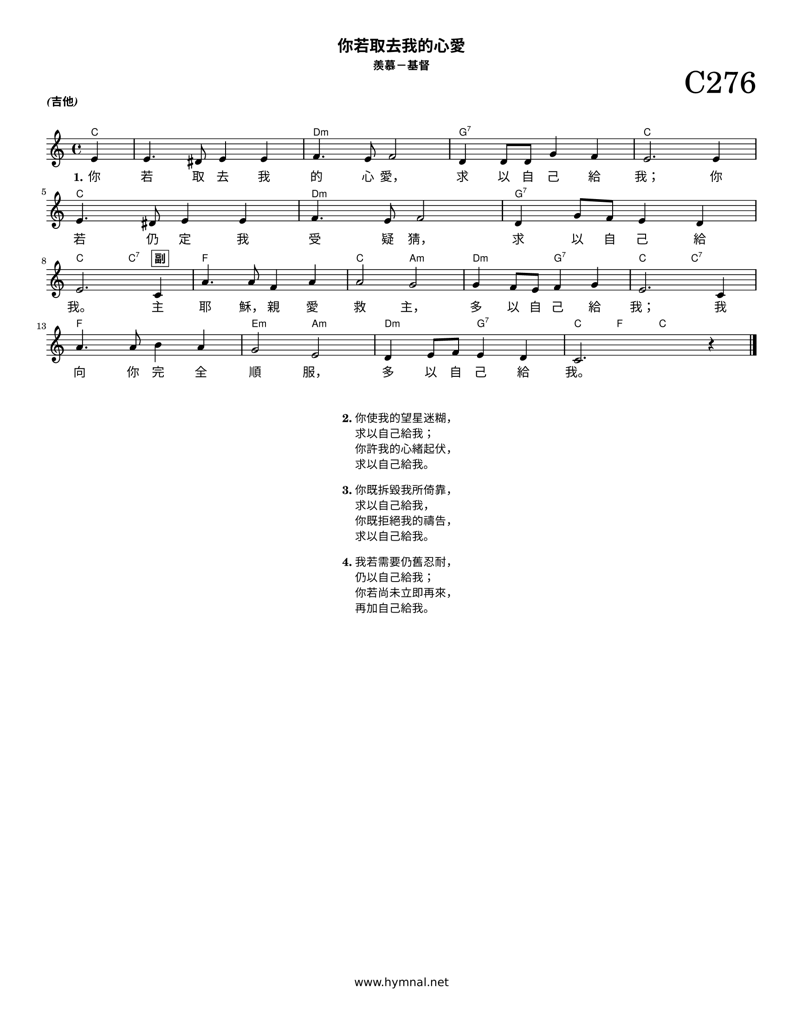 你若取去我的心愛
羨慕－基督
C276
(吉他)
C Dm G7 C
1. 你 若 取 去 我 的 心 愛， 求 以 自 己 給 我； 你
5 C Dm G7
若 仍 定 我 受 疑 猜， 求 以 自 己 給
8 C C7 副 F C Am Dm G7 C C7
我。 主 耶 穌， 親 愛 救 主， 多 以 自 己 給 我； 我
13 F Em Am Dm G7 C F C
向 你 完 全 順 服， 多 以 自 己 給 我。
2. 你使我的望星迷糊，
求以自己給我；
你許我的心緒起伏，
求以自己給我。
3. 你既拆毀我所倚靠，
求以自己給我，
你既拒絕我的禱告，
求以自己給我。
4. 我若需要仍舊忍耐，
仍以自己給我；
你若尚未立即再來，
再加自己給我。
www.hymnal.net